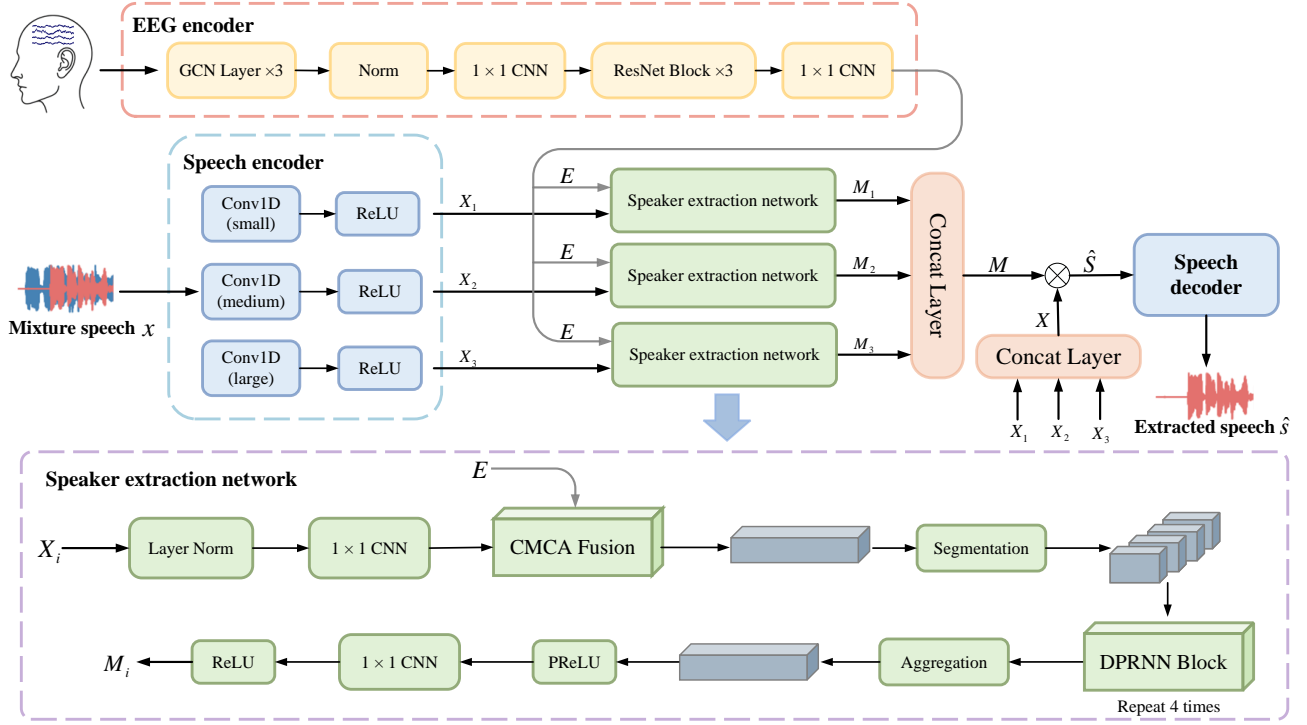 EEG encoder
GCN Layer ×3
Norm
1 × 1 CNN
ResNet Block ×3
1 × 1 CNN
Speech encoder
Conv1D
(small)
ReLU
X₁
E
Speaker extraction network
M₁
Mixture speech x
Conv1D
(medium)
ReLU
X₂
E
Speaker extraction network
M₂
Conv1D
(large)
ReLU
X₃
E
Speaker extraction network
M₃
Concat Layer
M
Ŝ
Speech
decoder
X
Concat Layer
X₁
X₂
X₃
Extracted speech ŝ
Speaker extraction network
E
Xᵢ
Layer Norm
1 × 1 CNN
CMCA Fusion
Segmentation
Mᵢ
ReLU
1 × 1 CNN
PReLU
Aggregation
DPRNN Block
Repeat 4 times